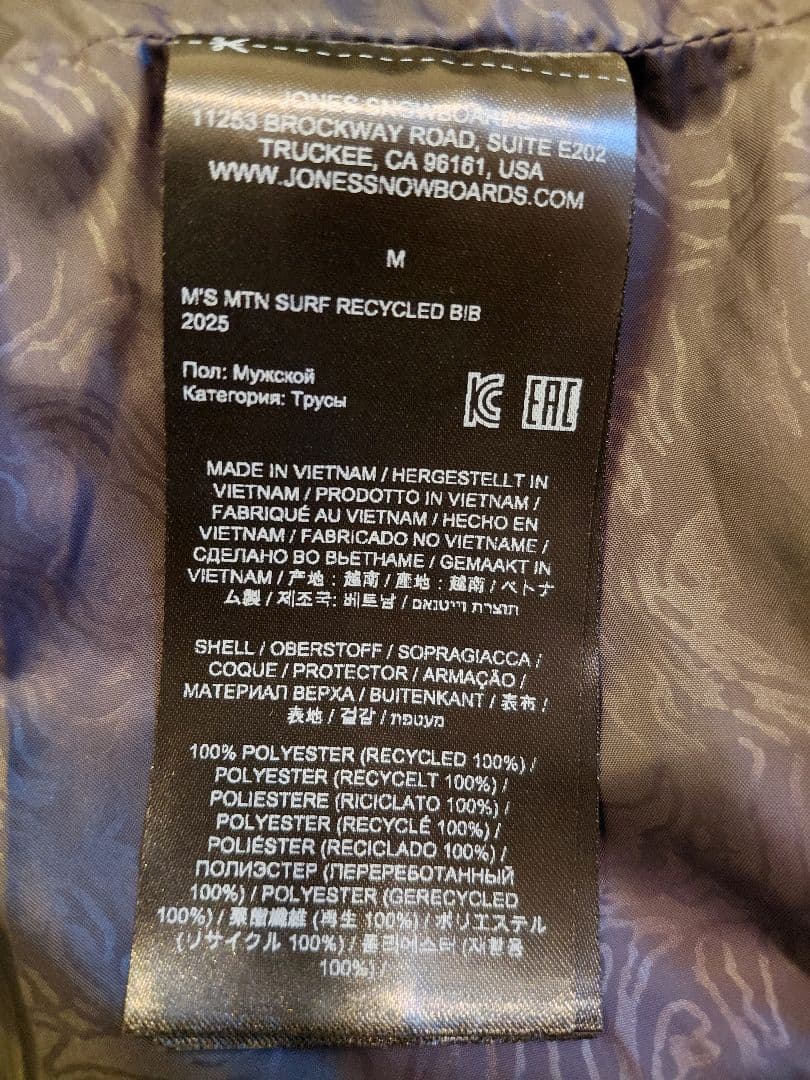 JONES SNOWBOARDS
11253 BROCKWAY ROAD, SUITE E202
TRUCKEE, CA 96161, USA
WWW.JONESSNOWBOARDS.COM
M
M'S MTN SURF RECYCLED BIB
2025
Пол: Мужской
Категория: Трусы
EAC
MADE IN VIETNAM / HERGESTELLT IN
VIETNAM / PRODOTTO IN VIETNAM /
FABRIQUÉ AU VIETNAM / HECHO EN
VIETNAM / FABRICADO NO VIETNAME /
СДЕЛАНО ВО ВЬЕТНАМЕ / GEMAAKT IN
VIETNAM / 产地：越南 / 產地：越南 / ベトナ
ム製 / 제조국: 베트남 / תוצרת וייטנאם
SHELL / OBERSTOFF / SOPRAGIACCA /
COQUE / PROTECTOR / ARMAÇÃO /
МАТЕРИАЛ ВЕРХА / BUITENKANT / 表布 /
表地 / 겉감 / מעטפת
100% POLYESTER (RECYCLED 100%) /
POLYESTER (RECYCELT 100%) /
POLIESTERE (RICICLATO 100%) /
POLYESTER (RECYCLÉ 100%) /
POLIÉSTER (RECICLADO 100%) /
ПОЛИЭСТЕР (ПЕРЕРЕБОТАННЫЙ
100%) / POLYESTER (GERECYCLED
100%) / 聚酯纖維 (再生 100%) / ポリエステル
(リサイクル 100%) / 폴리에스터 (재활용
100%) /